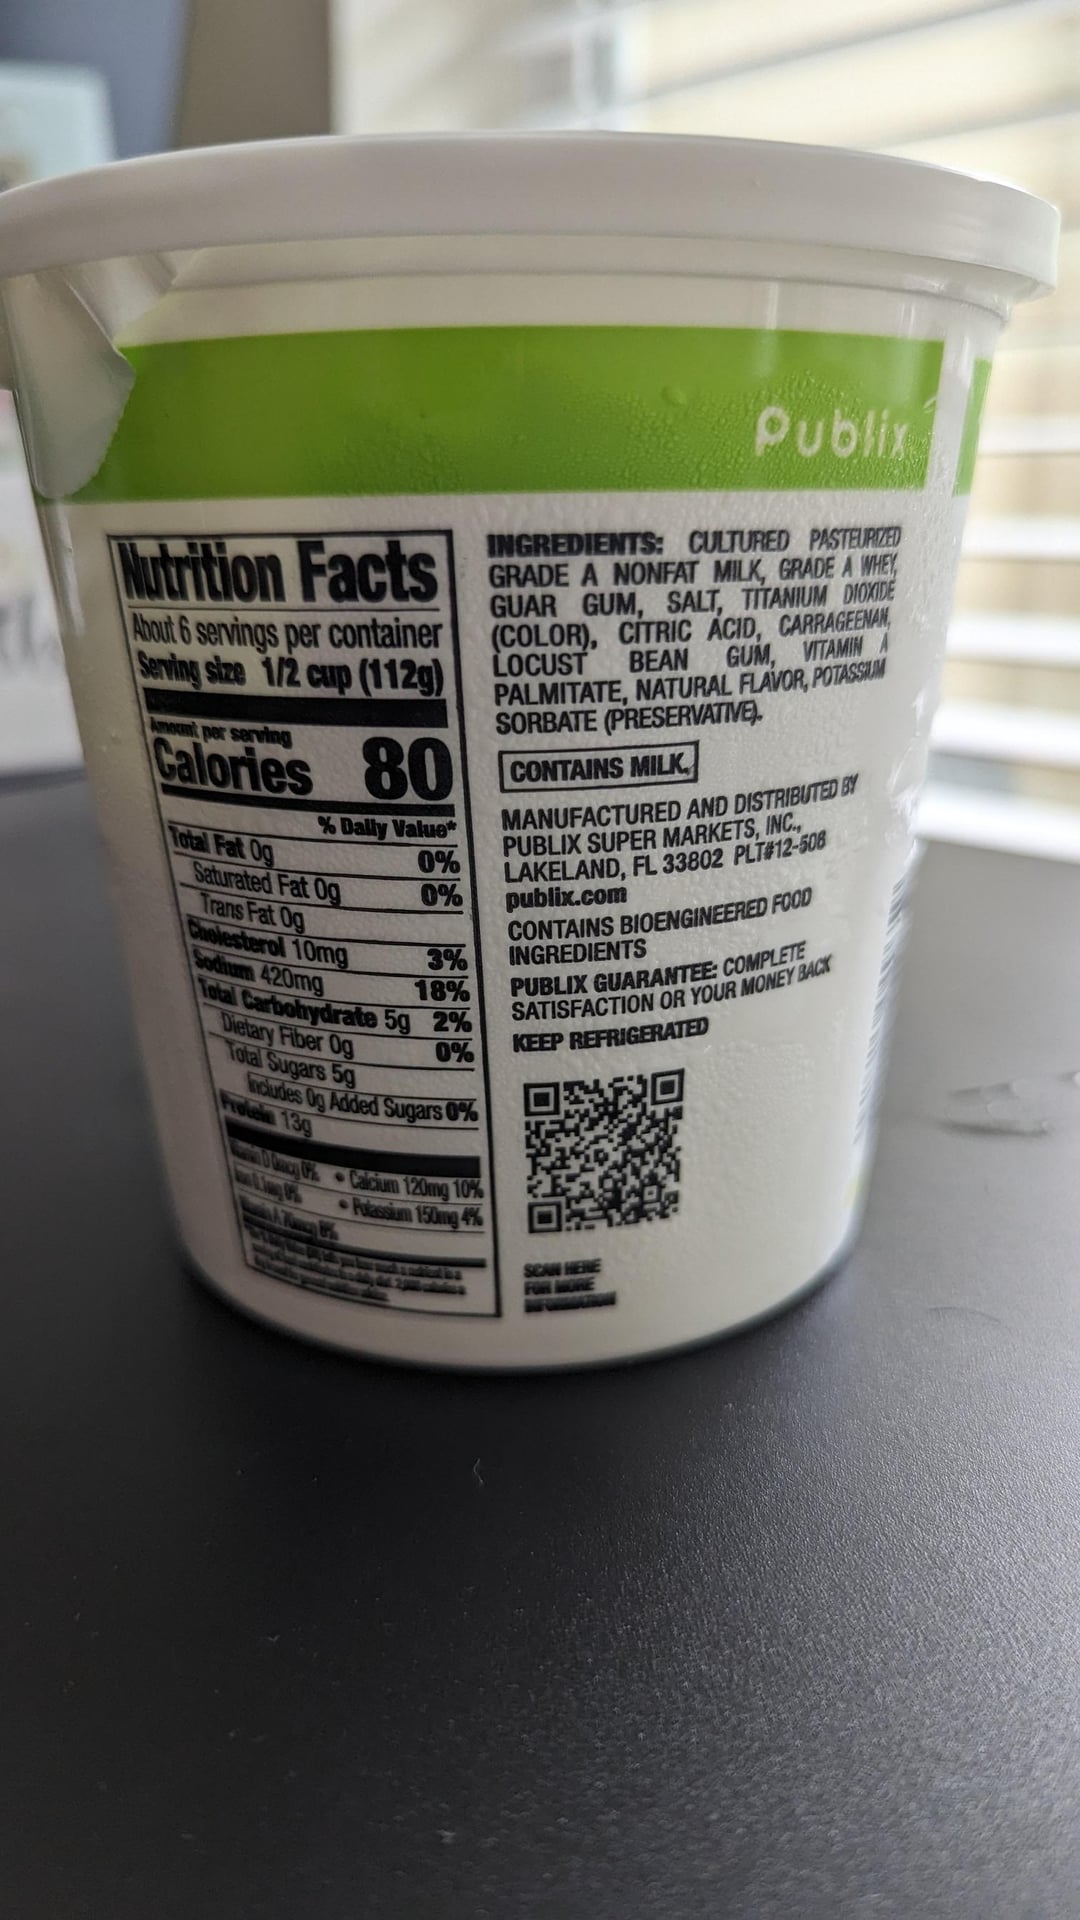 Publix
Nutrition Facts
About 6 servings per container
Serving size 1/2 cup (112g)
Amount per serving
Calories 80
% Daily Value*
Total Fat 0g 0%
Saturated Fat 0g 0%
Trans Fat 0g
Cholesterol 10mg 3%
Sodium 420mg 18%
Total Carbohydrate 5g 2%
Dietary Fiber 0g 0%
Total Sugars 5g
Includes 0g Added Sugars 0%
Protein 13g
Vitamin D 0mcg 0% • Calcium 120mg 10%
• Potassium 150mg 4%
INGREDIENTS: CULTURED PASTEURIZED
GRADE A NONFAT MILK, GRADE A WHEY,
GUAR GUM, SALT, TITANIUM DIOXIDE
(COLOR), CITRIC ACID, CARRAGEENAN,
LOCUST BEAN GUM, VITAMIN A
PALMITATE, NATURAL FLAVOR, POTASSIUM
SORBATE (PRESERVATIVE).
CONTAINS MILK.
MANUFACTURED AND DISTRIBUTED BY
PUBLIX SUPER MARKETS, INC.,
LAKELAND, FL 33802 PLT#12-508
publix.com
CONTAINS BIOENGINEERED FOOD
INGREDIENTS
PUBLIX GUARANTEE: COMPLETE
SATISFACTION OR YOUR MONEY BACK
KEEP REFRIGERATED
SCAN HERE
FOR MORE
INFORMATION